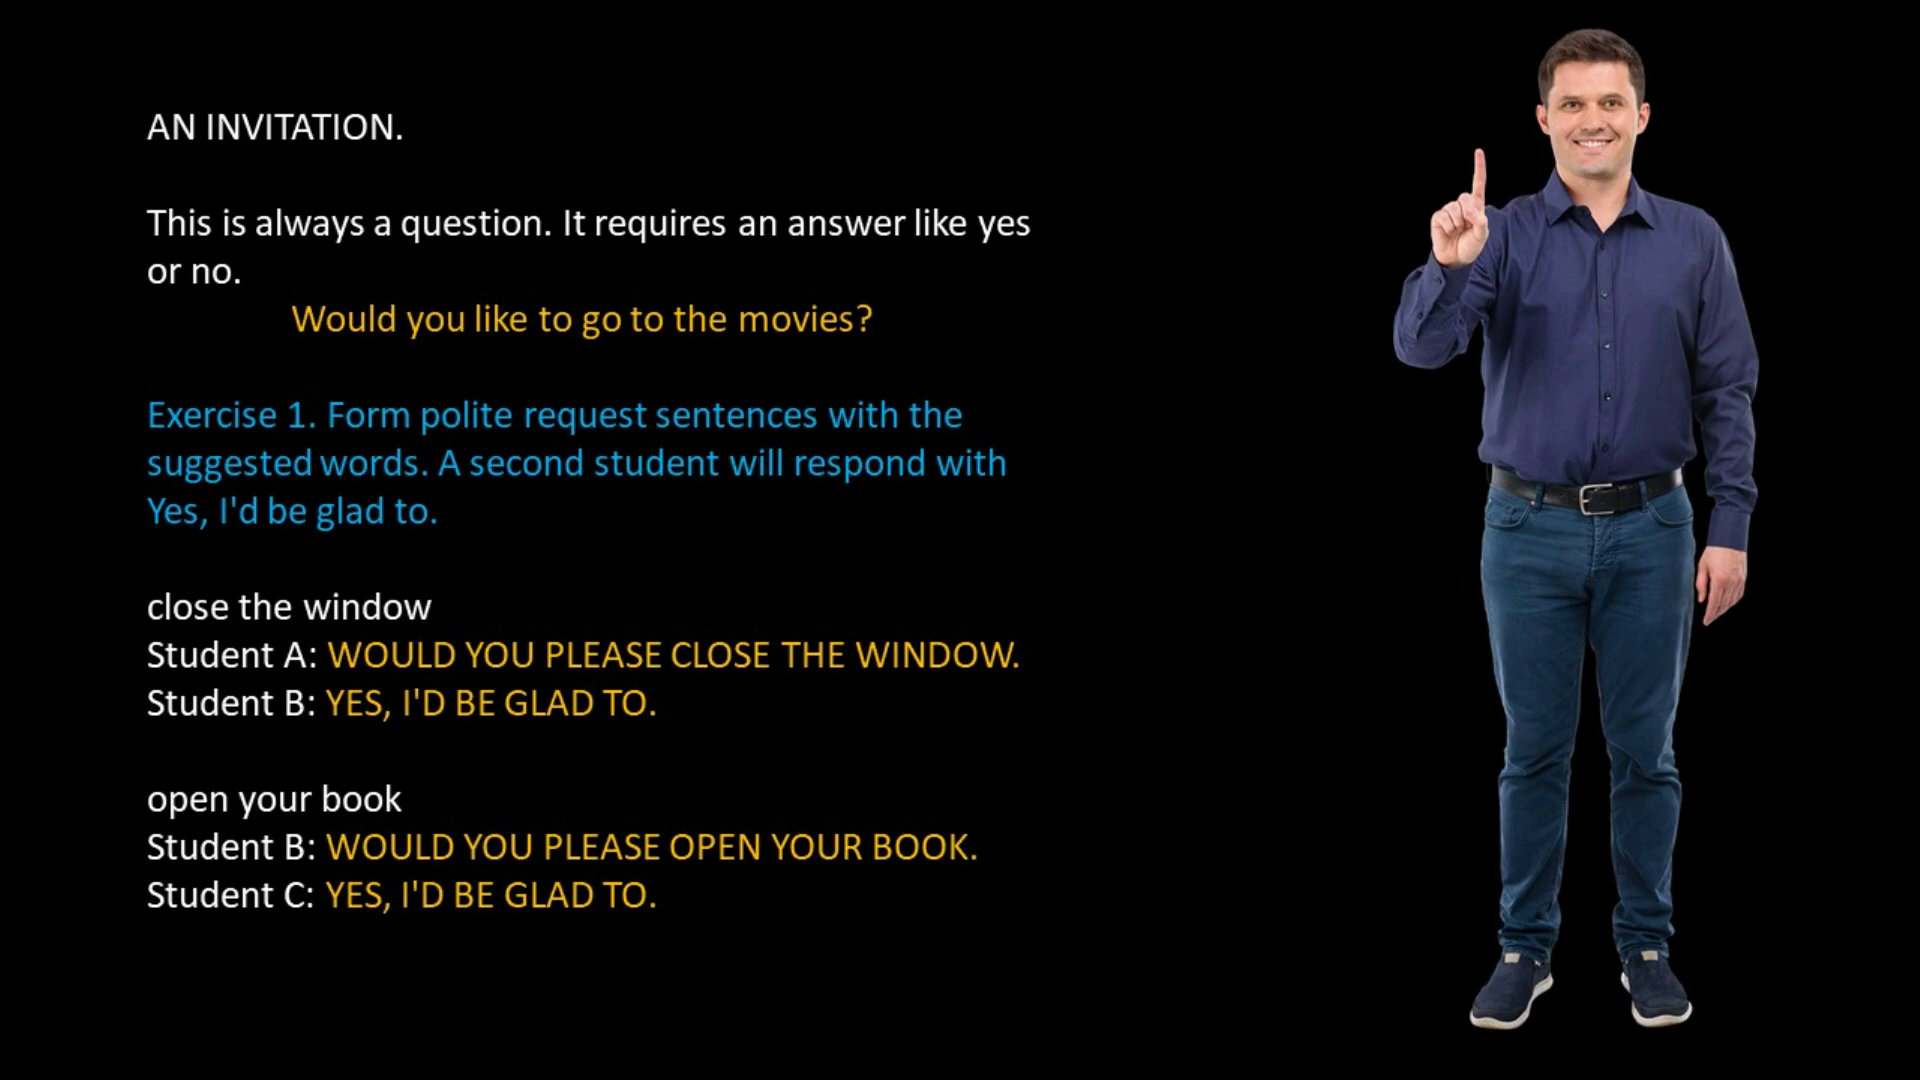 AN INVITATION.
This is always a question. It requires an answer like yes
or no.
Would you like to go to the movies?
Exercise 1. Form polite request sentences with the
suggested words. A second student will respond with
Yes, I'd be glad to.
close the window
Student A: WOULD YOU PLEASE CLOSE THE WINDOW.
Student B: YES, I'D BE GLAD TO.
open your book
Student B: WOULD YOU PLEASE OPEN YOUR BOOK.
Student C: YES, I'D BE GLAD TO.